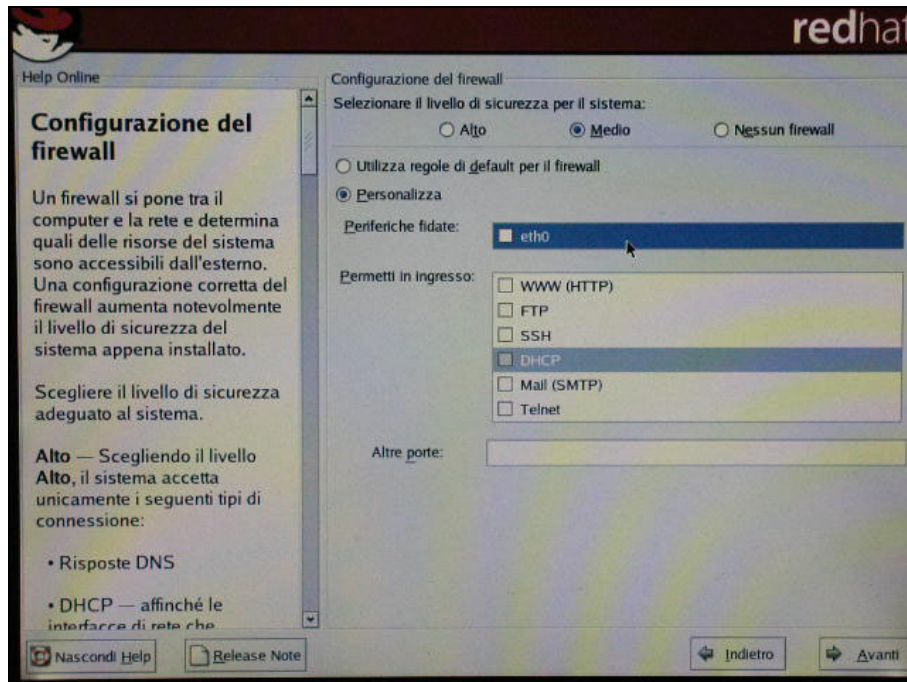 redhat
Help Online
Configurazione del
firewall
Un firewall si pone tra il
computer e la rete e determina
quali delle risorse del sistema
sono accessibili dall'esterno.
Una configurazione corretta del
firewall aumenta notevolmente
il livello di sicurezza del
sistema appena installato.
Scegliere il livello di sicurezza
adeguato al sistema.
Alto — Scegliendo il livello
Alto, il sistema accetta
unicamente i seguenti tipi di
connessione:
• Risposte DNS
• DHCP — affinché le
interfacce di rete che
Configurazione del firewall
Selezionare il livello di sicurezza per il sistema:
Alto Medio Nessun firewall
Utilizza regole di default per il firewall
Personalizza
Periferiche fidate:
eth0
Permetti in ingresso:
WWW (HTTP)
FTP
SSH
DHCP
Mail (SMTP)
Telnet
Altre porte:
Nascondi Help Release Note Indietro Avanti